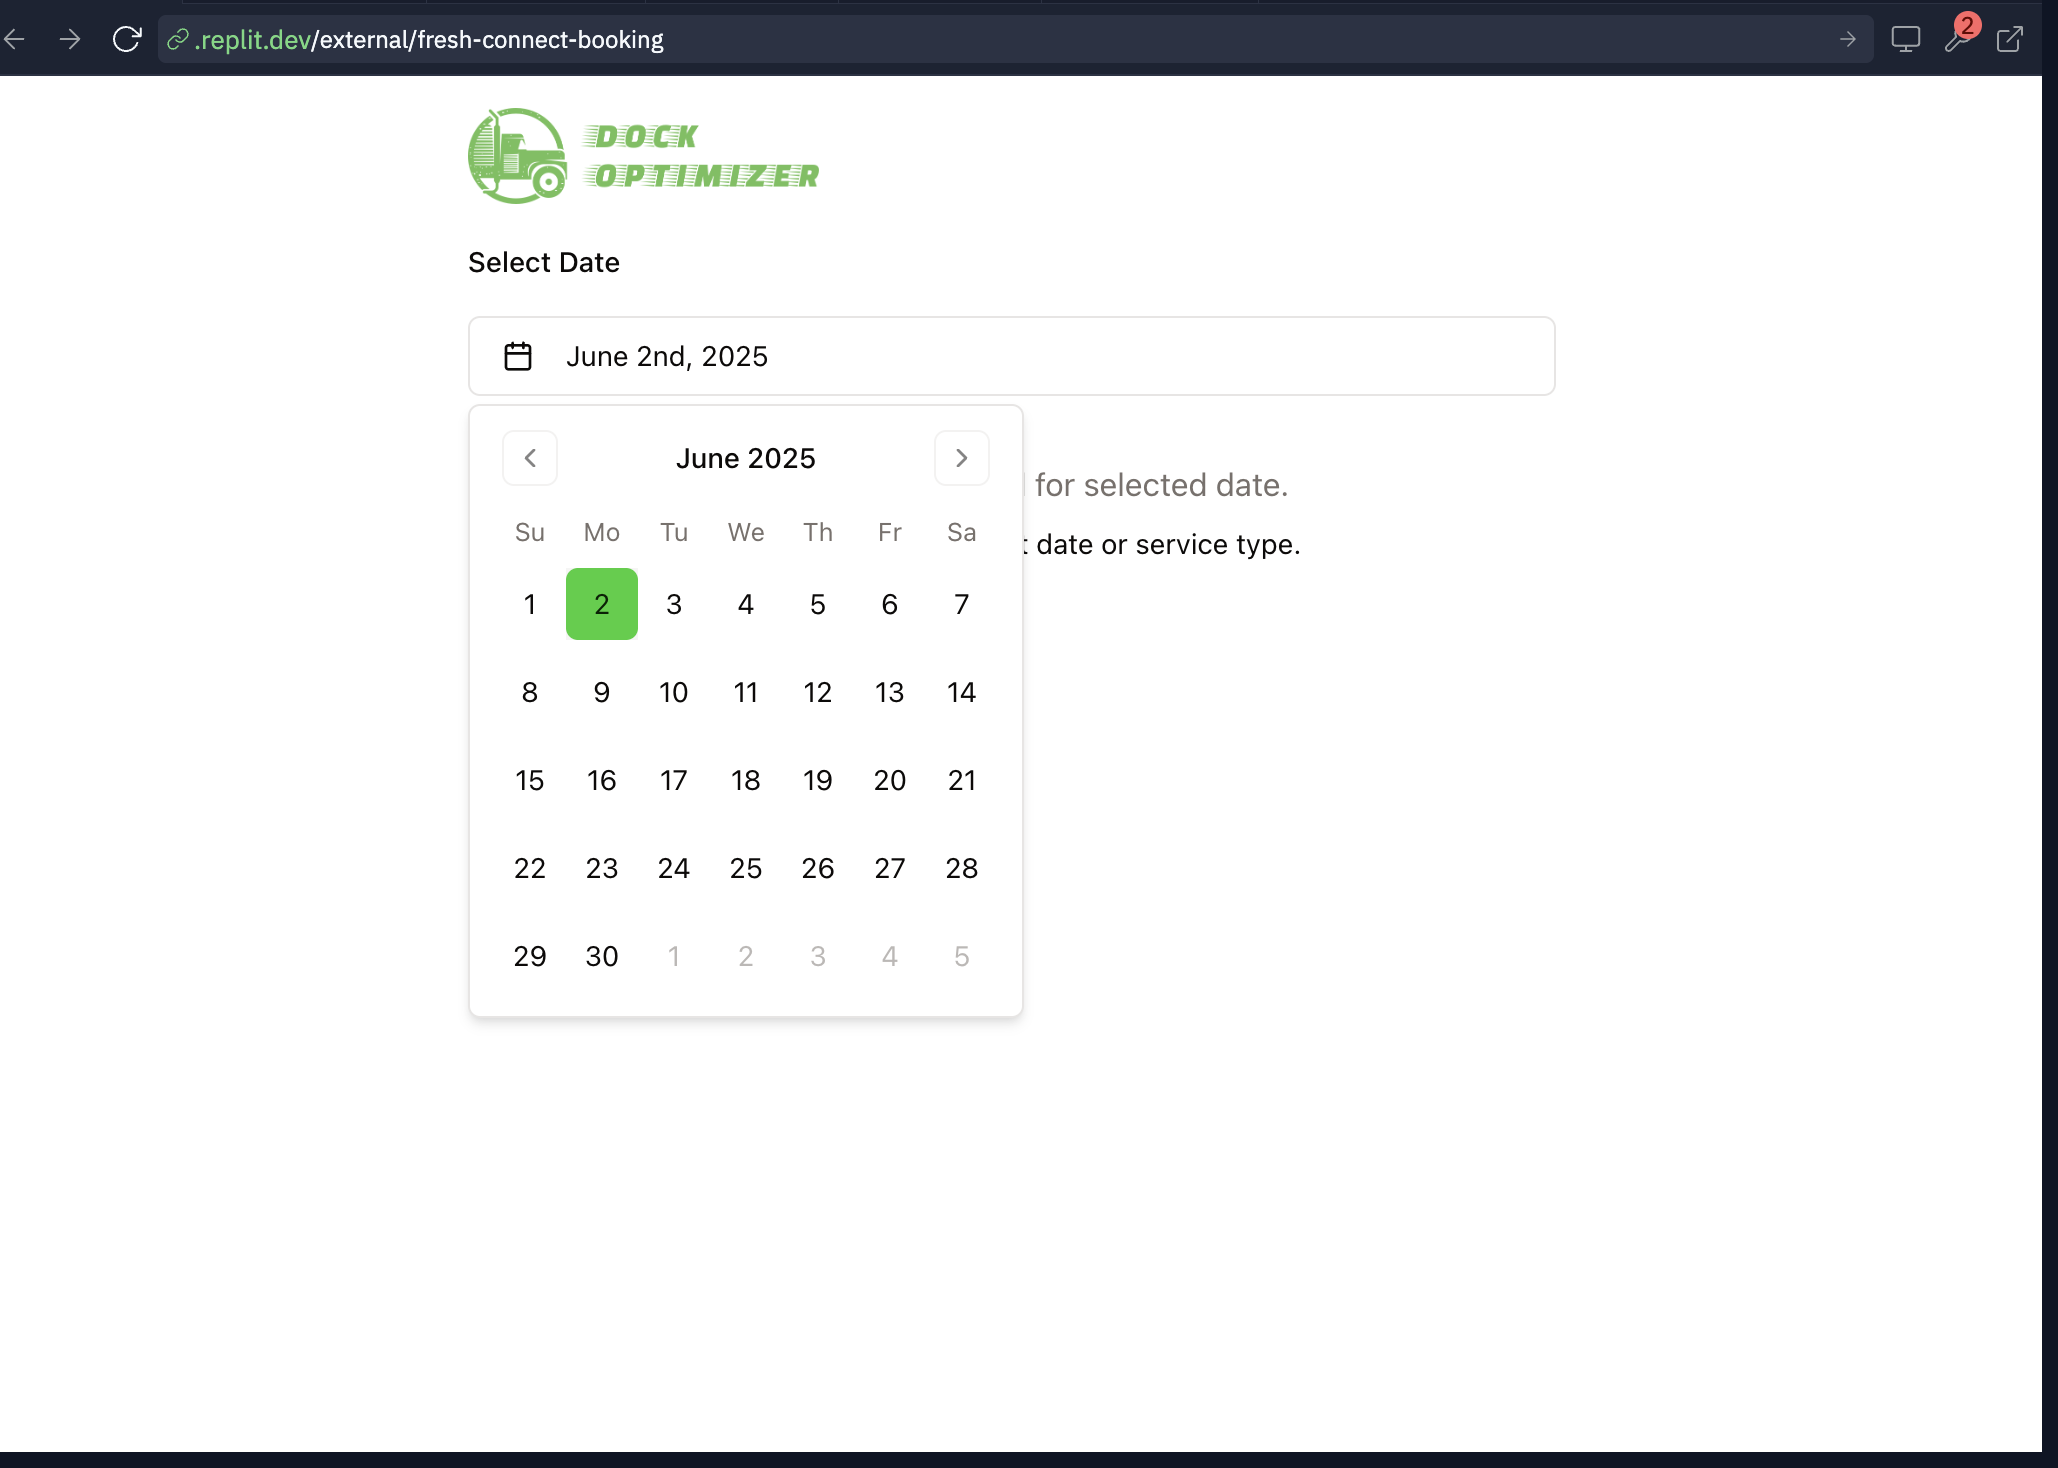 .replit.dev/external/fresh-connect-booking
2
DOCK
OPTIMIZER
Select Date
June 2nd, 2025
June 2025
for selected date.
Su Mo Tu We Th Fr Sa
date or service type.
1 2 3 4 5 6 7
8 9 10 11 12 13 14
15 16 17 18 19 20 21
22 23 24 25 26 27 28
29 30 1 2 3 4 5